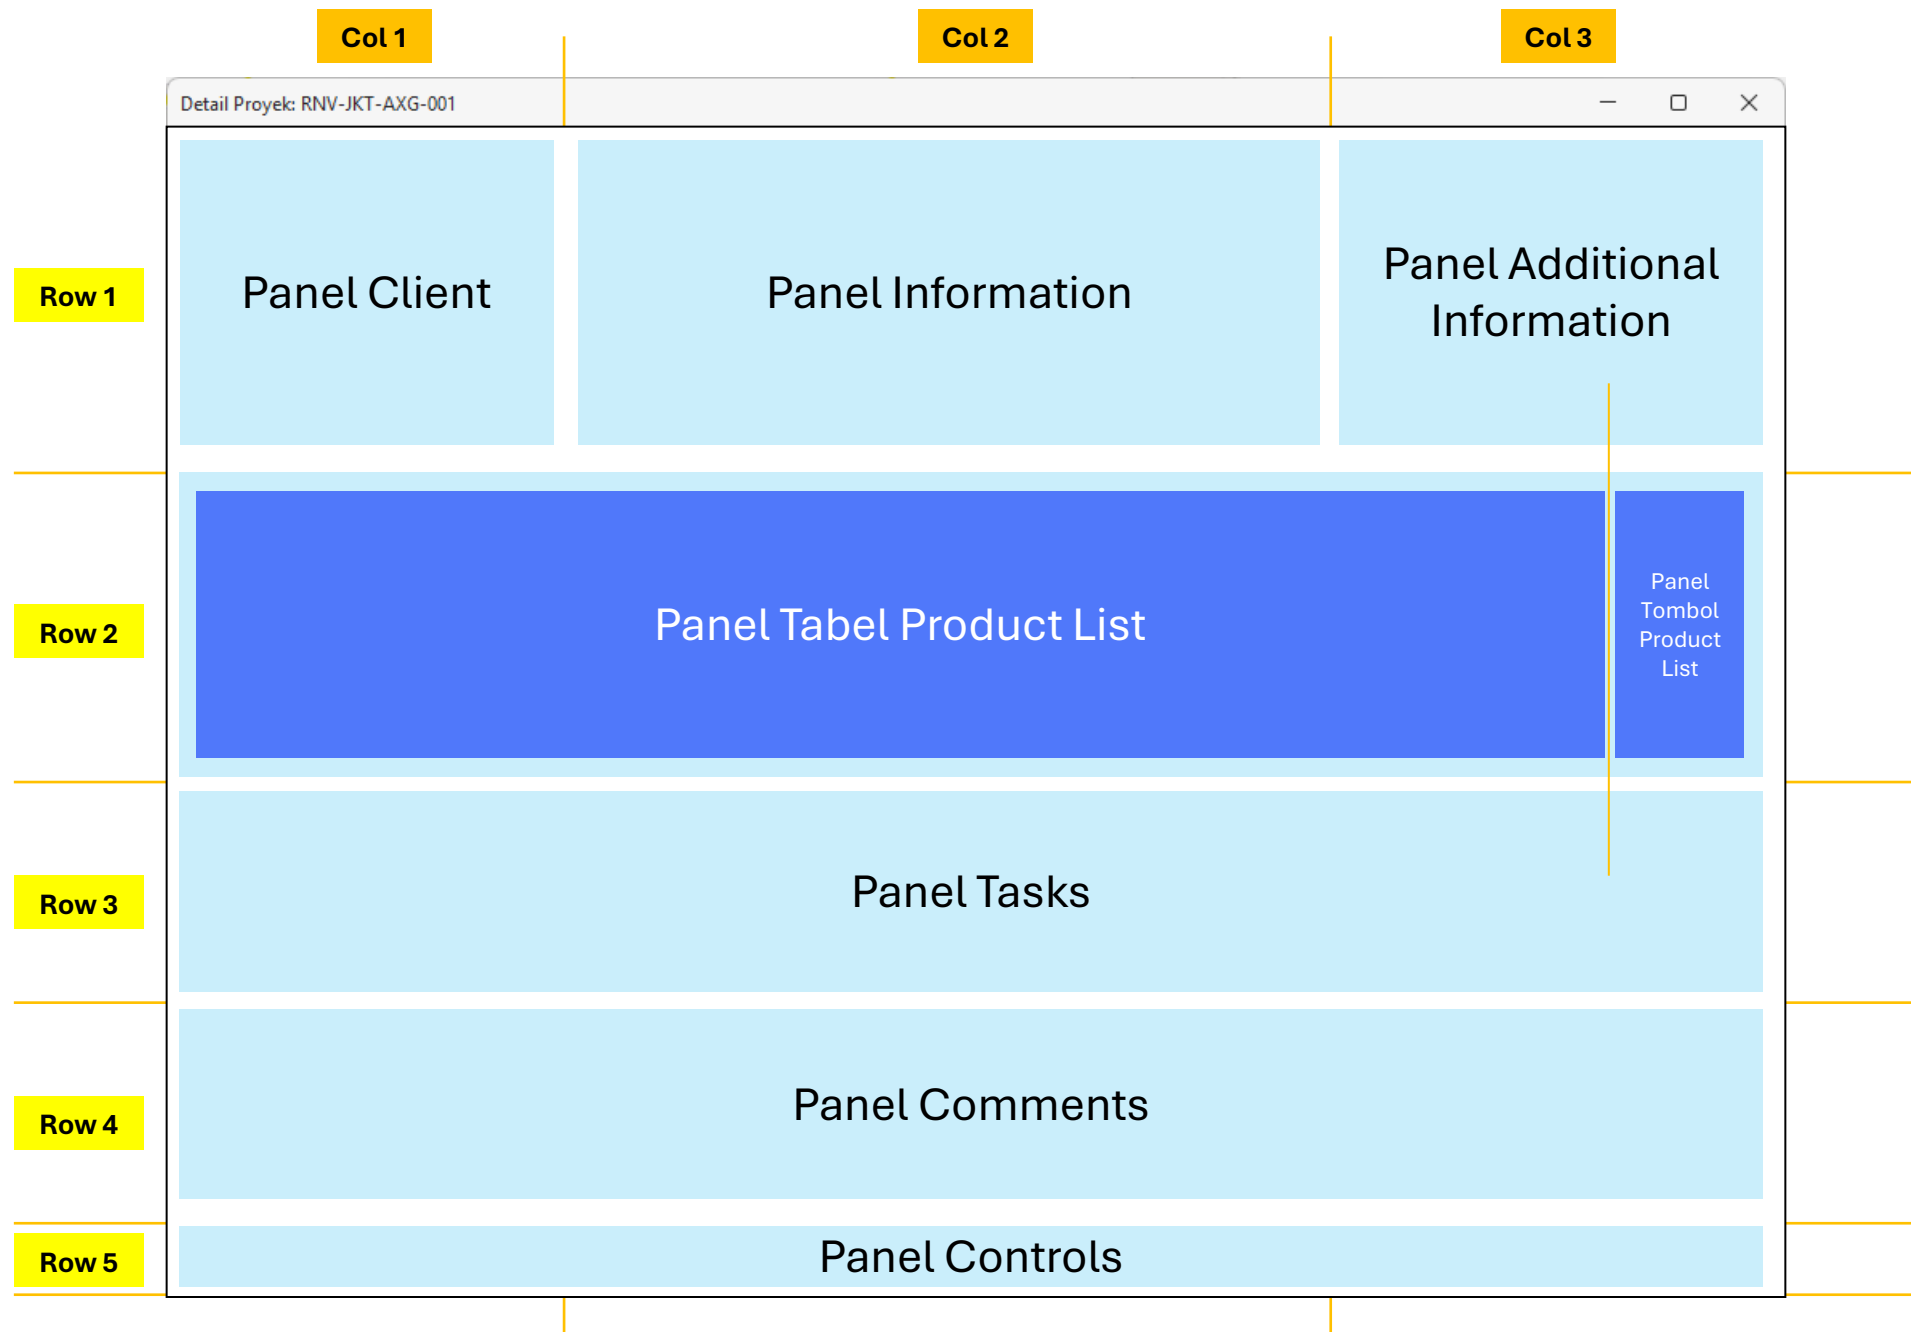 Col 1
Col 2
Col 3
Detail Proyek: RNV-JKT-AXG-001
Row 1
Panel Client
Panel Information
Panel Additional
Information
Row 2
Panel Tabel Product List
Panel
Tombol
Product
List
Row 3
Panel Tasks
Row 4
Panel Comments
Row 5
Panel Controls